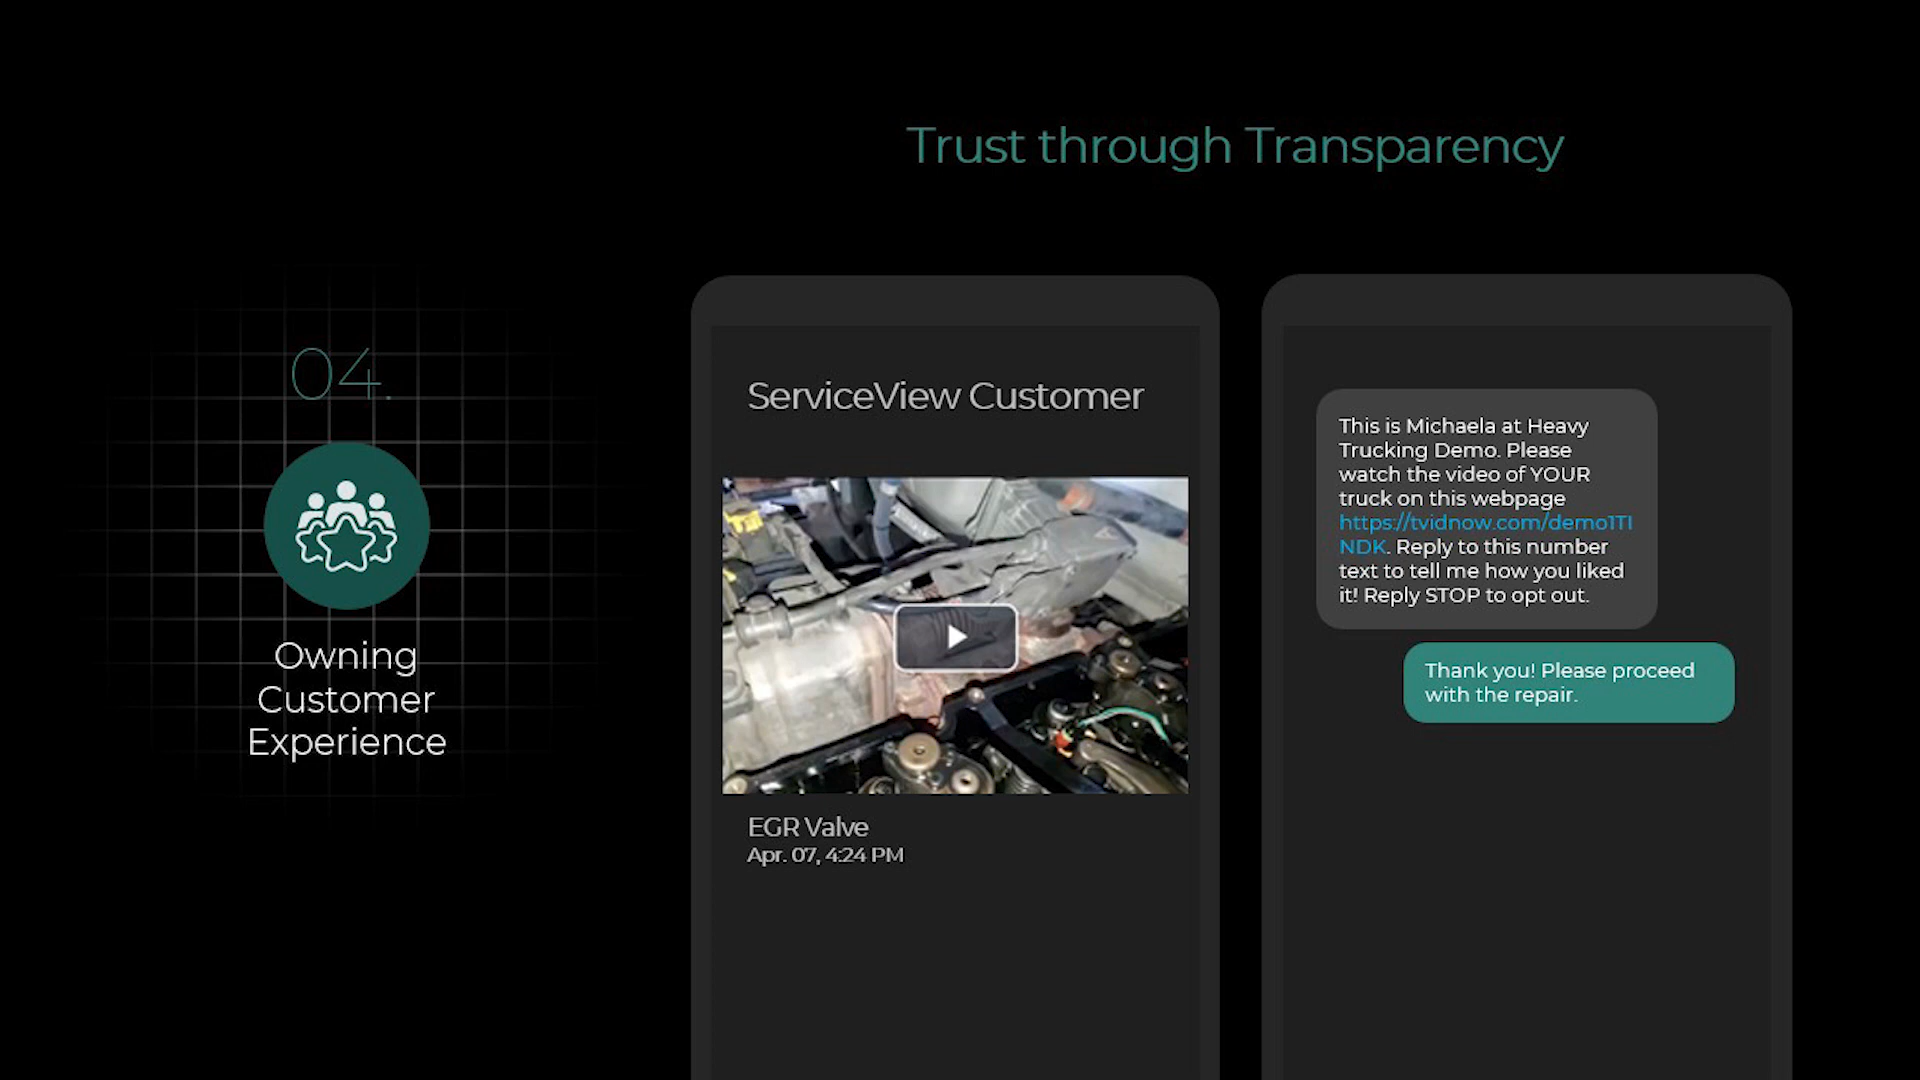 Trust through Transparency
04.
Owning
Customer
Experience
ServiceView Customer
EGR Valve
Apr. 07, 4:24 PM
This is Michaela at Heavy
Trucking Demo. Please
watch the video of YOUR
truck on this webpage
https://tvidnow.com/demo1TI
NDK. Reply to this number
text to tell me how you liked
it! Reply STOP to opt out.
Thank you! Please proceed
with the repair.